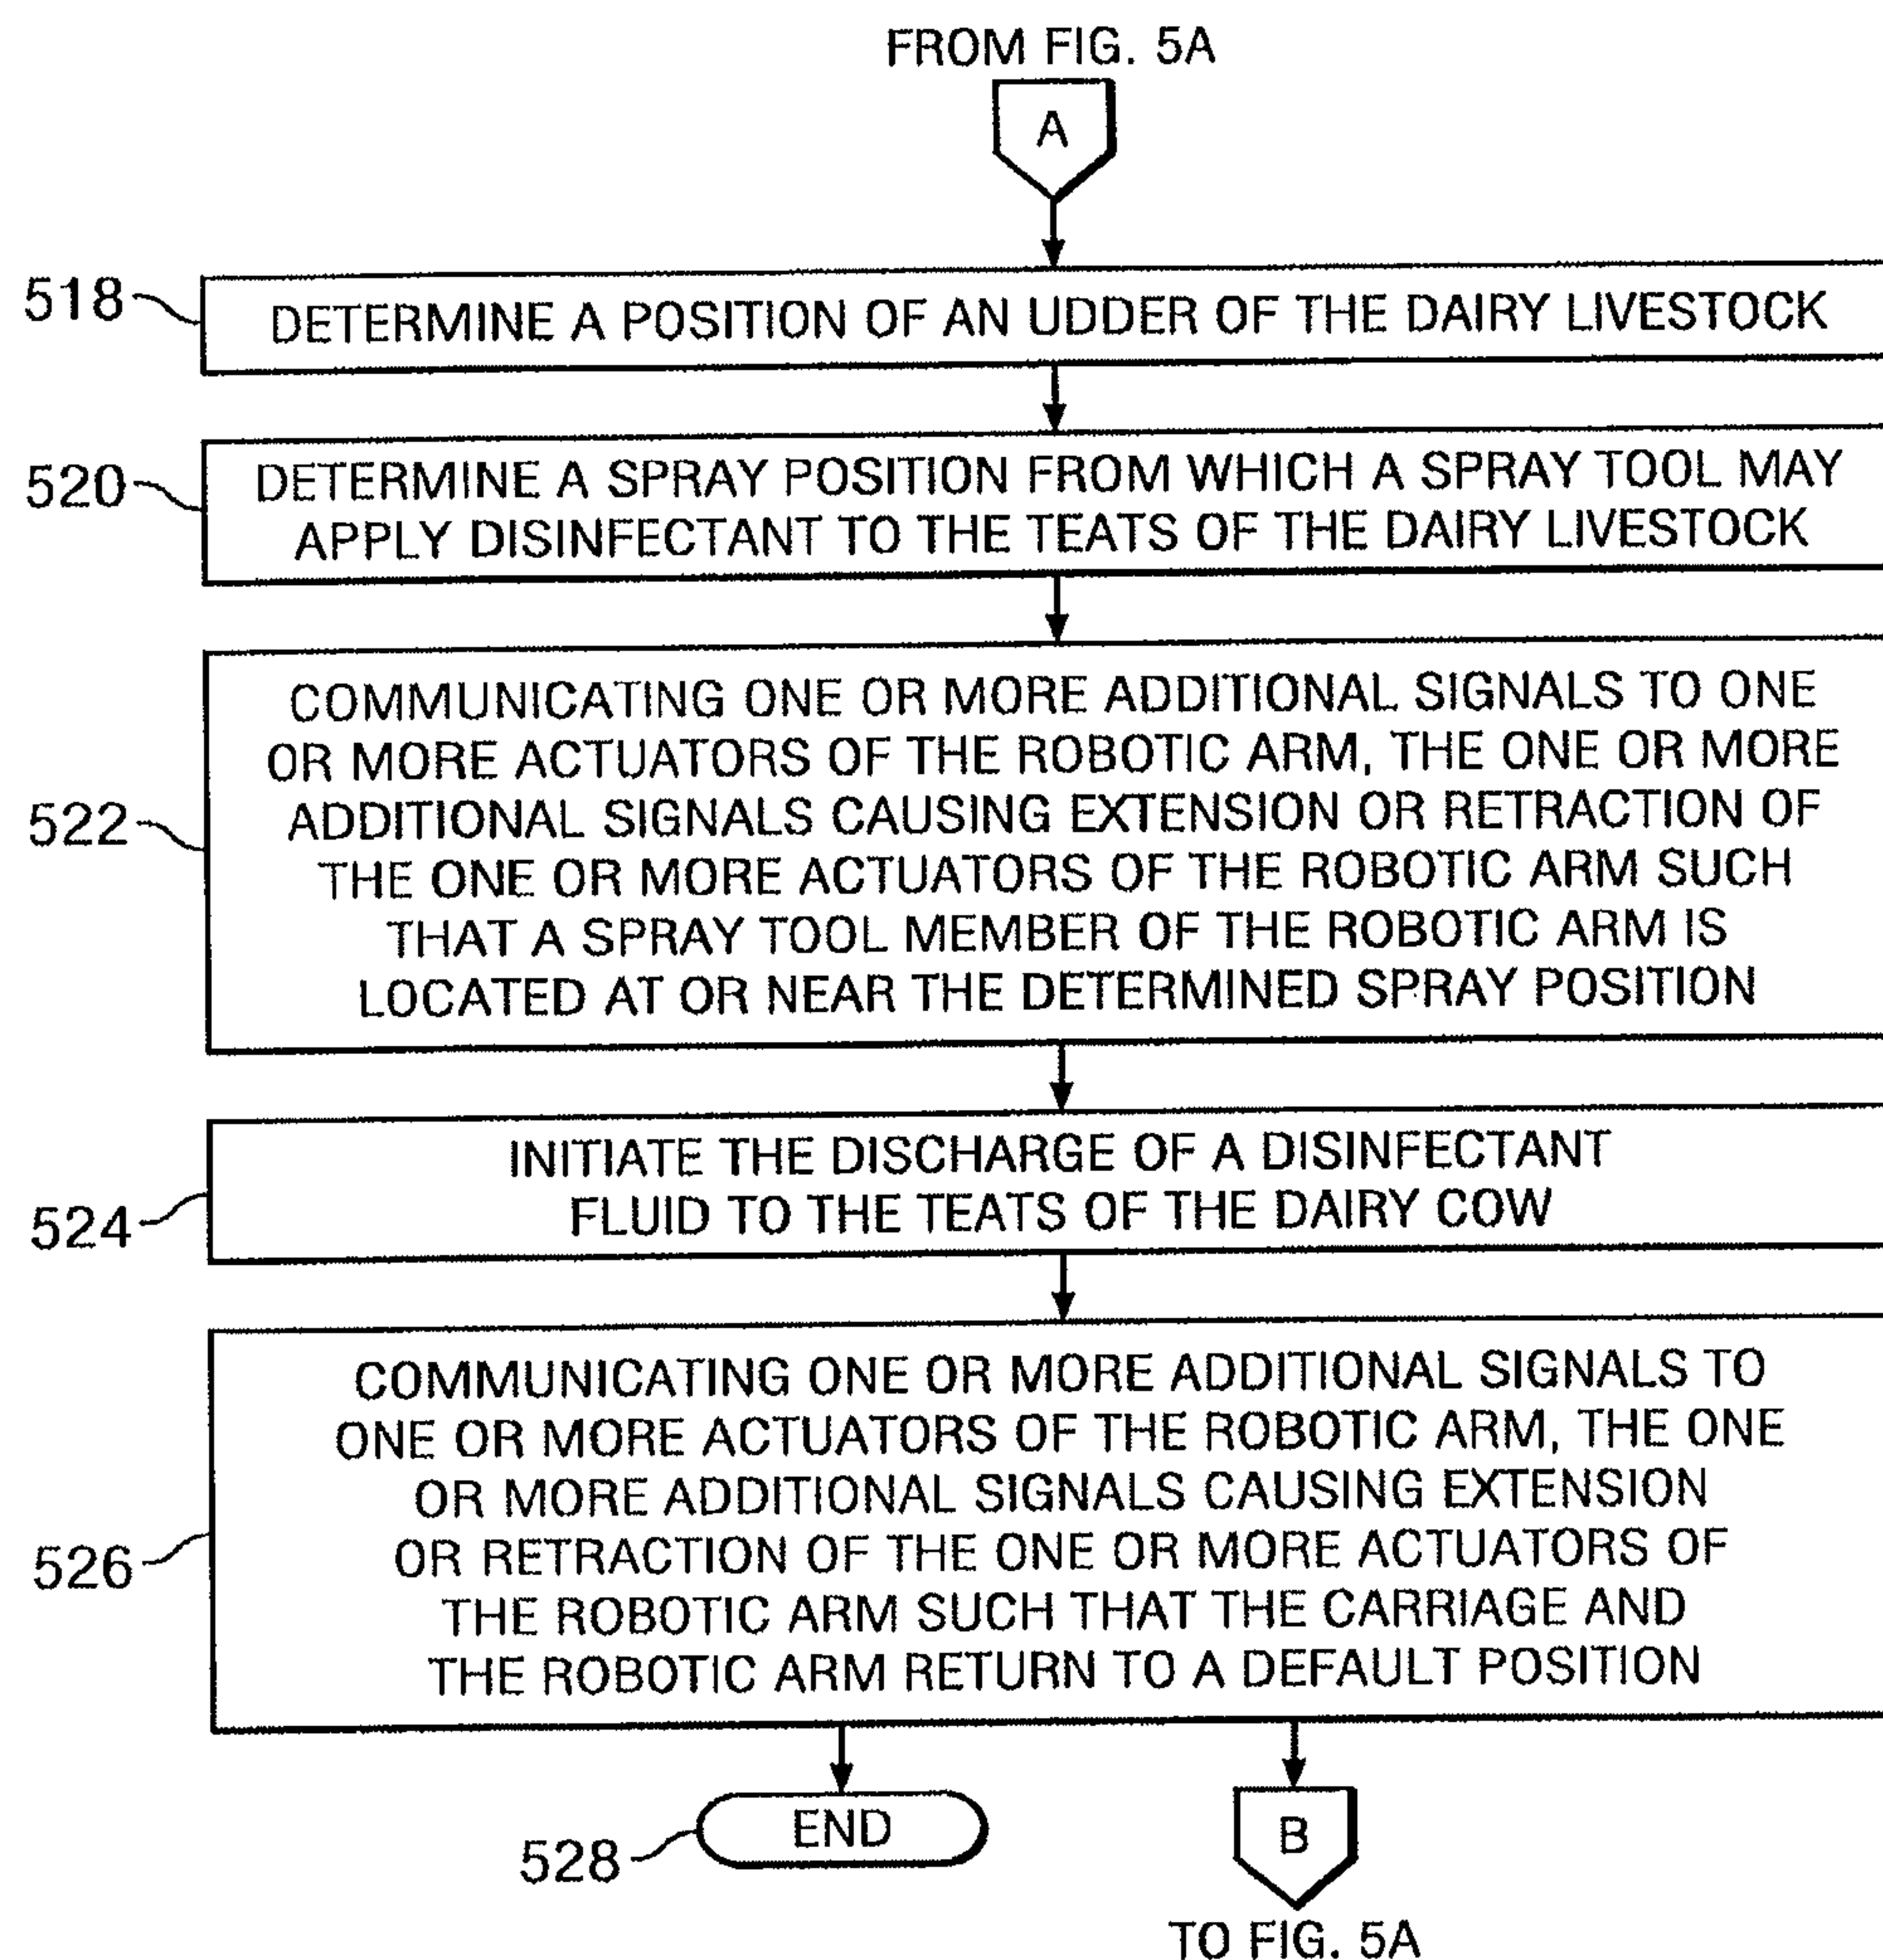 FROM FIG. 5A
A
518
DETERMINE A POSITION OF AN UDDER OF THE DAIRY LIVESTOCK
520
DETERMINE A SPRAY POSITION FROM WHICH A SPRAY TOOL MAY
APPLY DISINFECTANT TO THE TEATS OF THE DAIRY LIVESTOCK
522
COMMUNICATING ONE OR MORE ADDITIONAL SIGNALS TO ONE
OR MORE ACTUATORS OF THE ROBOTIC ARM, THE ONE OR MORE
ADDITIONAL SIGNALS CAUSING EXTENSION OR RETRACTION OF
THE ONE OR MORE ACTUATORS OF THE ROBOTIC ARM SUCH
THAT A SPRAY TOOL MEMBER OF THE ROBOTIC ARM IS
LOCATED AT OR NEAR THE DETERMINED SPRAY POSITION
524
INITIATE THE DISCHARGE OF A DISINFECTANT
FLUID TO THE TEATS OF THE DAIRY COW
526
COMMUNICATING ONE OR MORE ADDITIONAL SIGNALS TO
ONE OR MORE ACTUATORS OF THE ROBOTIC ARM, THE ONE
OR MORE ADDITIONAL SIGNALS CAUSING EXTENSION
OR RETRACTION OF THE ONE OR MORE ACTUATORS OF
THE ROBOTIC ARM SUCH THAT THE CARRIAGE AND
THE ROBOTIC ARM RETURN TO A DEFAULT POSITION
528
END
B
TO FIG. 5A